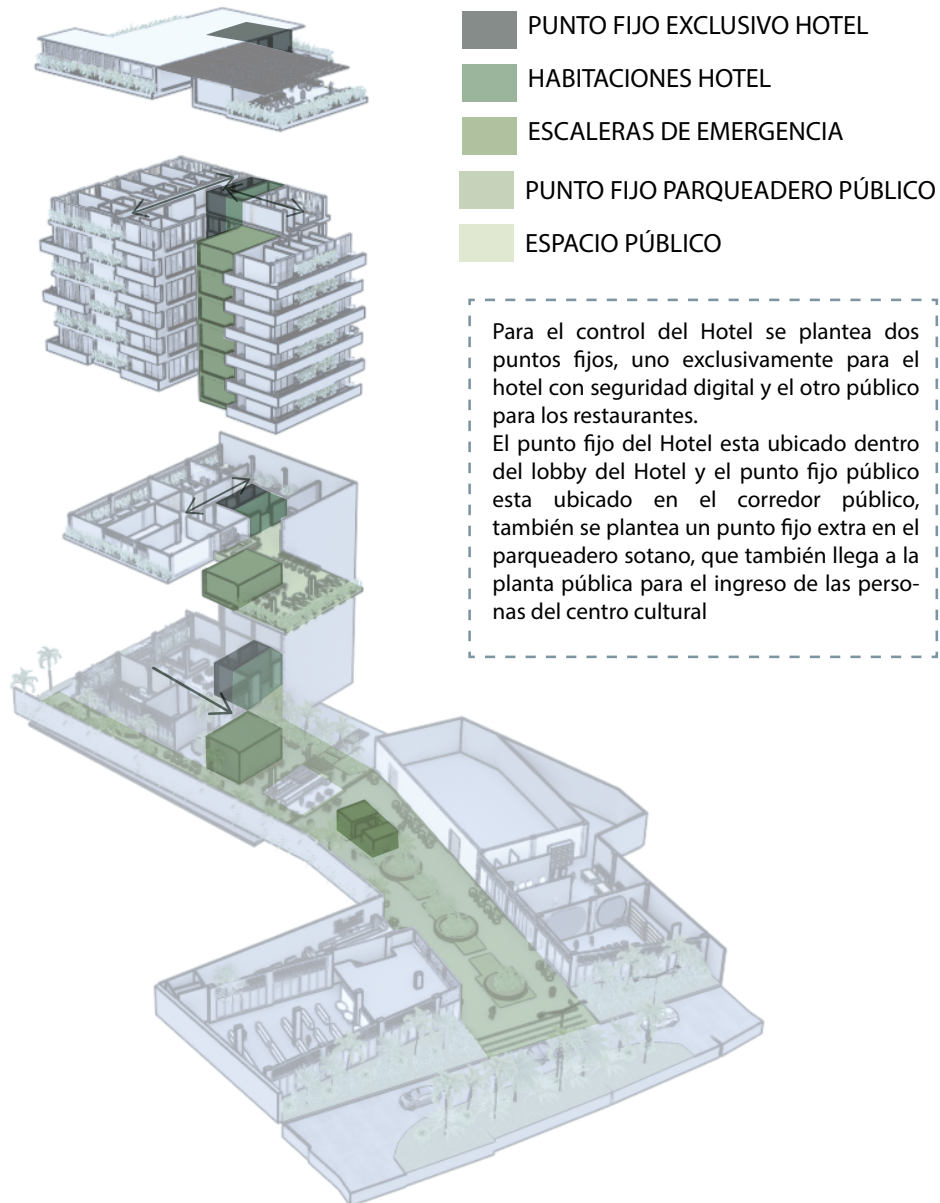 PUNTO FIJO EXCLUSIVO HOTEL
HABITACIONES HOTEL
ESCALERAS DE EMERGENCIA
PUNTO FIJO PARQUEADERO PÚBLICO
ESPACIO PÚBLICO
Para el control del Hotel se plantea dos
puntos fijos, uno exclusivamente para el
hotel con seguridad digital y el otro público
para los restaurantes.
El punto fijo del Hotel esta ubicado dentro
del lobby del Hotel y el punto fijo público
esta ubicado en el corredor público,
también se plantea un punto fijo extra en el
parqueadero sotano, que también llega a la
planta pública para el ingreso de las perso-
nas del centro cultural